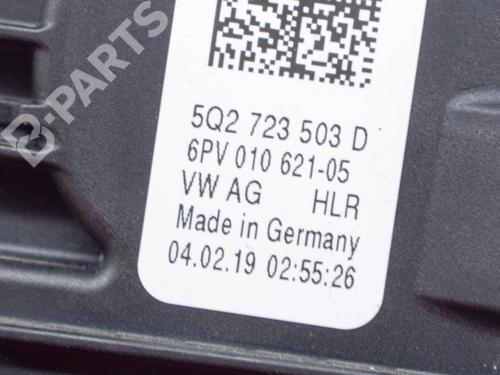 B-PARTS
5Q2 723 503 D
6PV 010 621-05
VW AG HLR
Made in Germany
04.02.19 02:55:26